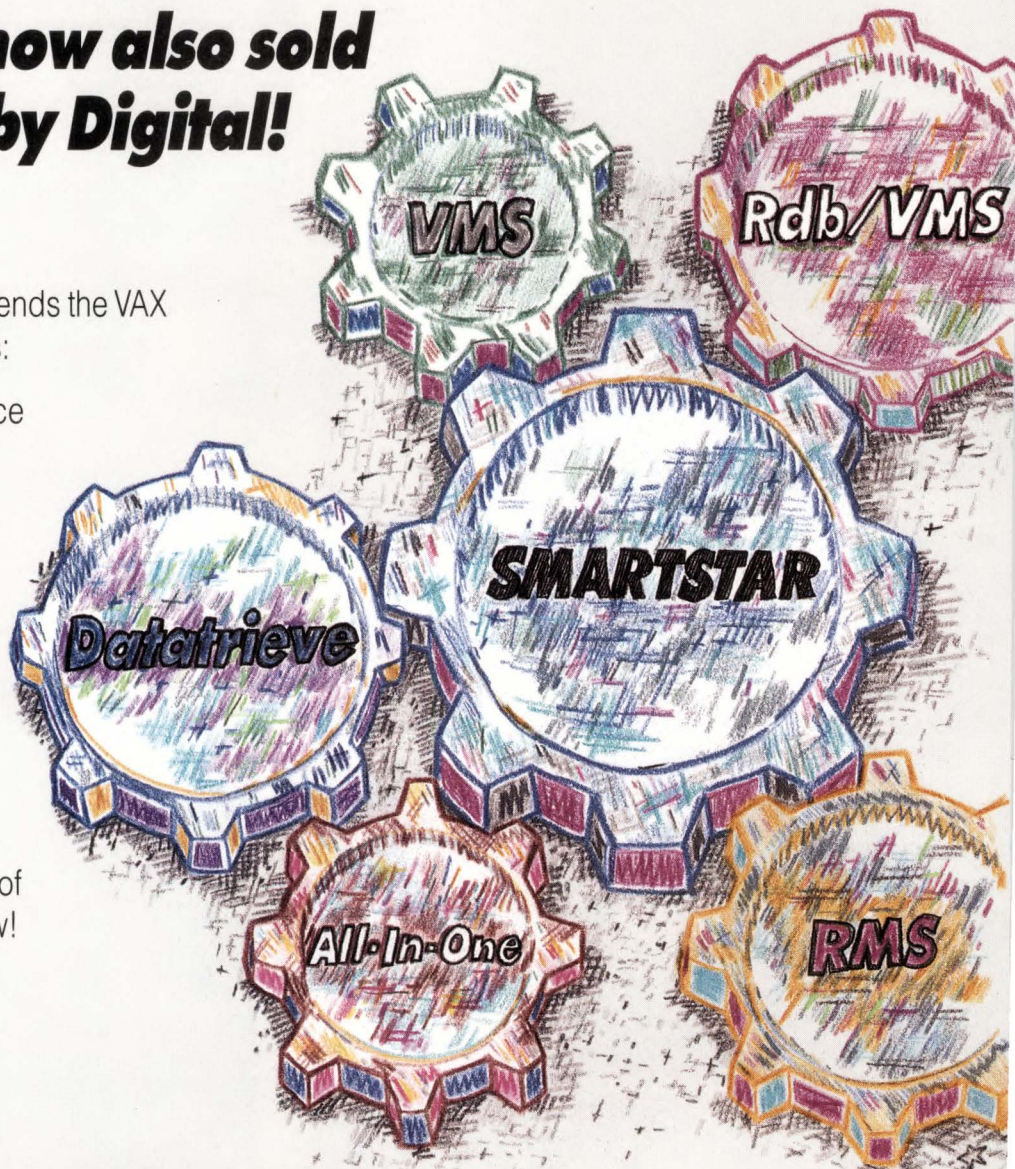 now also sold
by Digital!
ends the VAX
:
ce
of
w!
VMS
Rdb/VMS
SMARTSTAR
Datatrieve
All-In-One
RMS